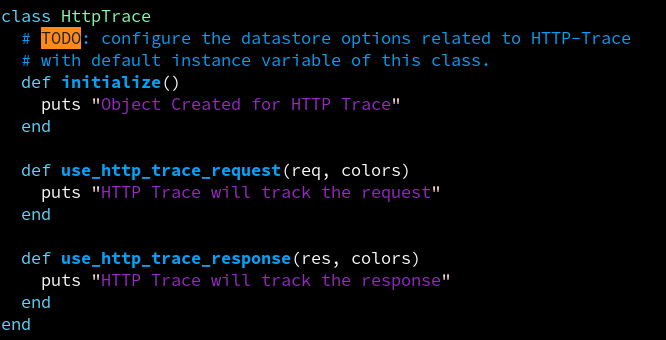 class HttpTrace
  # TODO: configure the datastore options related to HTTP-Trace
  # with default instance variable of this class.
  def initialize()
    puts "Object Created for HTTP Trace"
  end

  def use_http_trace_request(req, colors)
    puts "HTTP Trace will track the request"
  end

  def use_http_trace_response(res, colors)
    puts "HTTP Trace will track the response"
  end
end